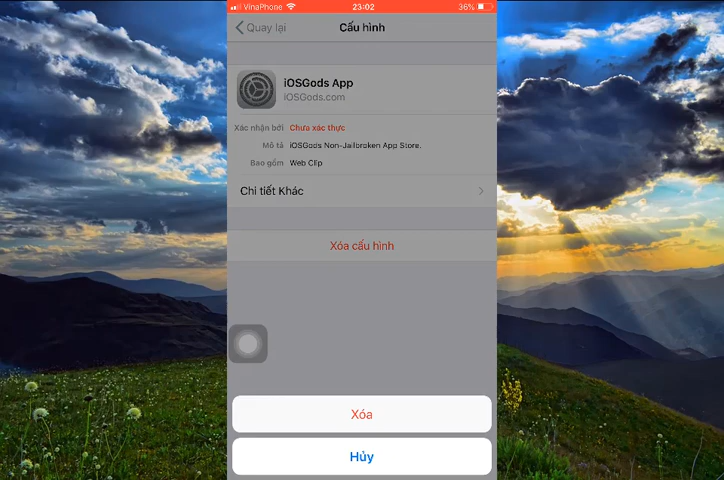 VinaPhone 23:02 36%
Quay lại Cấu hình
iOSGods App
iOSGods.com
Xác nhận bởi Chưa xác thực
Mô tả iOSGods Non-Jailbroken App Store.
Bao gồm Web Clip
Chi tiết Khác
Xóa cấu hình
Xóa
Hủy